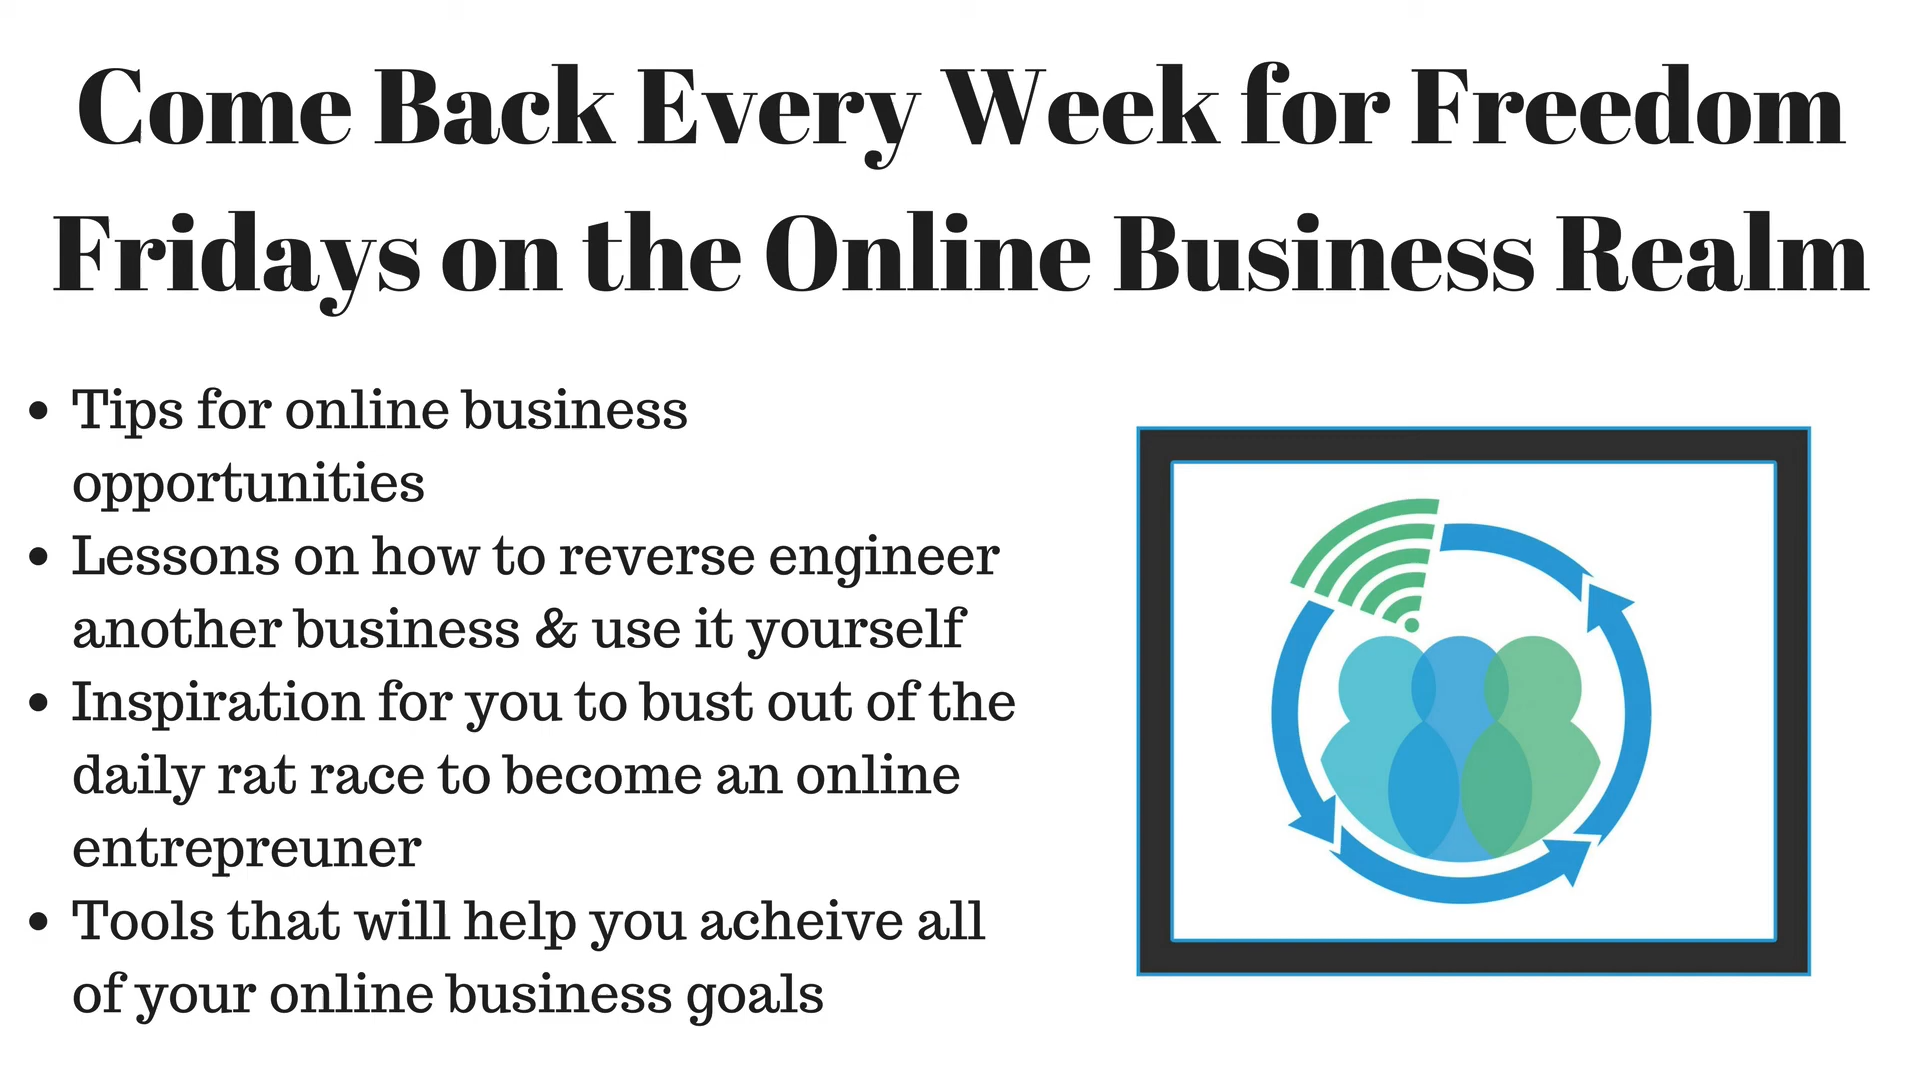 Come Back Every Week for Freedom
Fridays on the Online Business Realm
• Tips for online business
opportunities
• Lessons on how to reverse engineer
another business & use it yourself
• Inspiration for you to bust out of the
daily rat race to become an online
entrepreuner
• Tools that will help you acheive all
of your online business goals